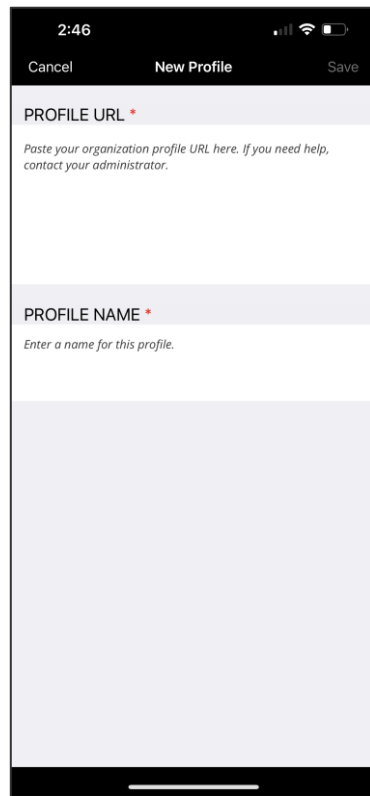 2:46
Cancel New Profile Save
PROFILE URL *
Paste your organization profile URL here. If you need help,
contact your administrator.
PROFILE NAME *
Enter a name for this profile.